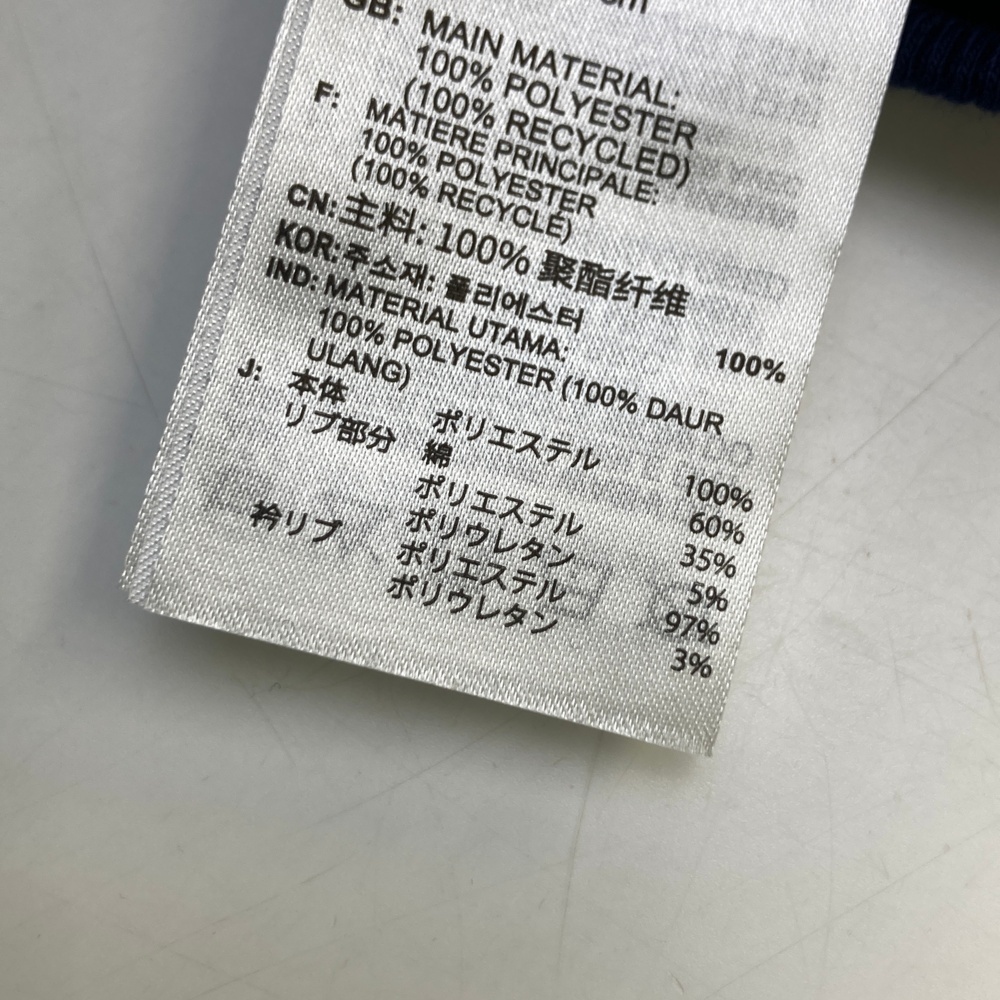 cm
GB: MAIN MATERIAL:
100% POLYESTER
(100% RECYCLED)
F: MATIERE PRINCIPALE:
100% POLYESTER
(100% RECYCLE)
CN: 主料: 100% 聚酯纤维
KOR: 주소재: 폴리에스터 100%
IND: MATERIAL UTAMA:
100% POLYESTER (100% DAUR
ULANG)
J: 本体 ポリエステル 100%
リブ部分 綿 60%
ポリエステル 35%
ポリウレタン 5%
衿リブ ポリエステル 97%
ポリウレタン 3%